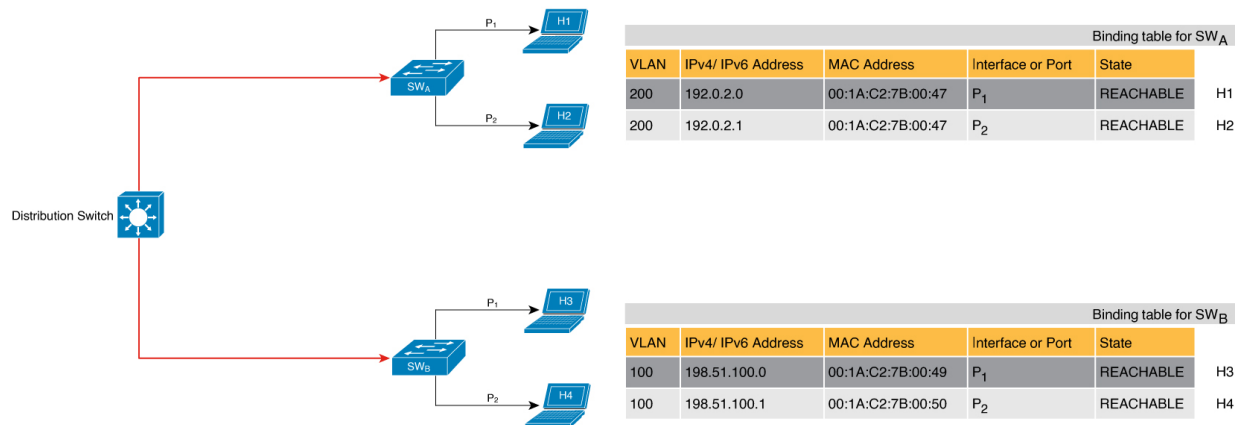 P1
H1
SWA
P2
H2
Binding table for SWA
VLAN IPv4/ IPv6 Address MAC Address Interface or Port State
200 192.0.2.0 00:1A:C2:7B:00:47 P1 REACHABLE H1
200 192.0.2.1 00:1A:C2:7B:00:47 P2 REACHABLE H2
Distribution Switch
P1
H3
SWB
P2
H4
Binding table for SWB
VLAN IPv4/ IPv6 Address MAC Address Interface or Port State
100 198.51.100.0 00:1A:C2:7B:00:49 P1 REACHABLE H3
100 198.51.100.1 00:1A:C2:7B:00:50 P2 REACHABLE H4